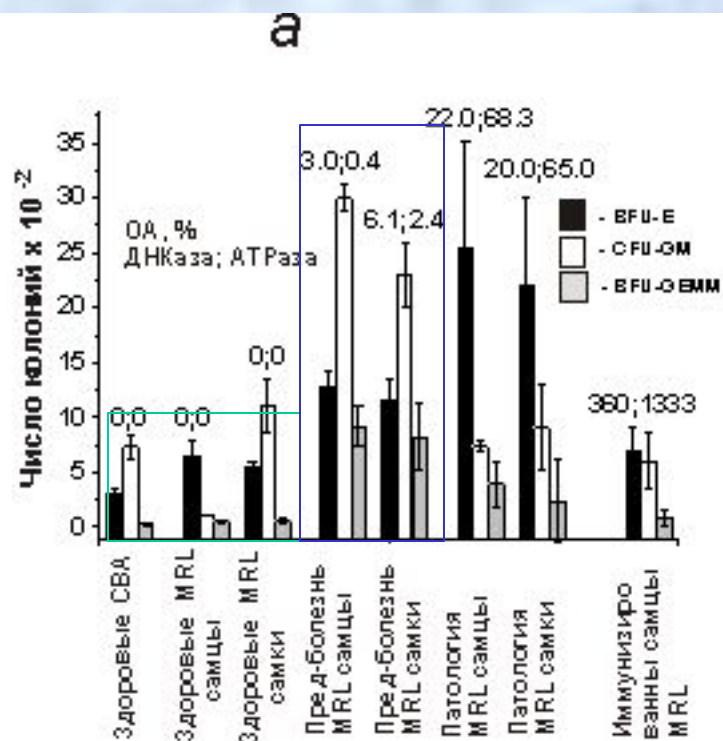 а
Число колоний x 10 -2
35
30
25
20
15
10
5
0
ОА, %
ДНКаза; АТРаза
0;0
0;0
0;0
3.0;0.4
6.1;2.4
22.0;68.3
20.0;65.0
360;1333
- BFU-E
- CFU-GM
- BFU-GEMM
Здоровые CBA
Здоровые MRL
самцы
Здоровые MRL
самки
Пред-болезнь
MRL самцы
Пред-болезнь
MRL самки
Патология
MRL самцы
Патология
MRL самки
Иммунизиро
ванны самцы
MRL